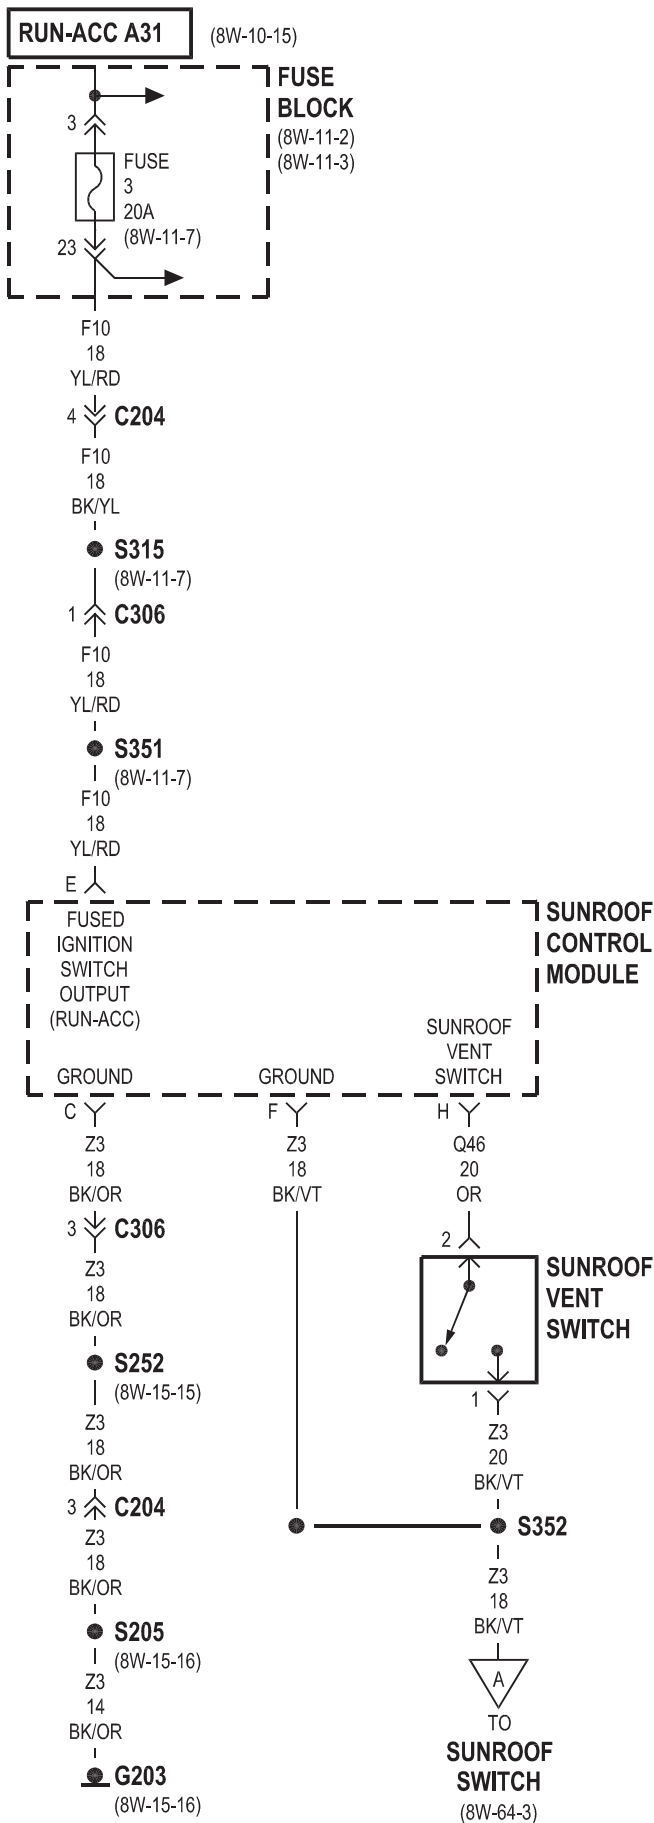 RUN-ACC A31 (8W-10-15)
FUSE
BLOCK
(8W-11-2)
(8W-11-3)
3
FUSE
3
20A
(8W-11-7)
23
F10
18
YL/RD
4 C204
F10
18
BK/YL
S315
(8W-11-7)
1 C306
F10
18
YL/RD
S351
(8W-11-7)
F10
18
YL/RD
E
SUNROOF
CONTROL
MODULE
FUSED
IGNITION
SWITCH
OUTPUT
(RUN-ACC)
SUNROOF
VENT
SWITCH
GROUND
GROUND
C
Z3
18
BK/OR
3 C306
Z3
18
BK/OR
S252
(8W-15-15)
Z3
18
BK/OR
3 C204
Z3
18
BK/OR
S205
(8W-15-16)
Z3
14
BK/OR
G203
(8W-15-16)
F
Z3
18
BK/VT
H
Q46
20
OR
2
SUNROOF
VENT
SWITCH
1
Z3
20
BK/VT
S352
Z3
18
BK/VT
A
TO
SUNROOF
SWITCH
(8W-64-3)